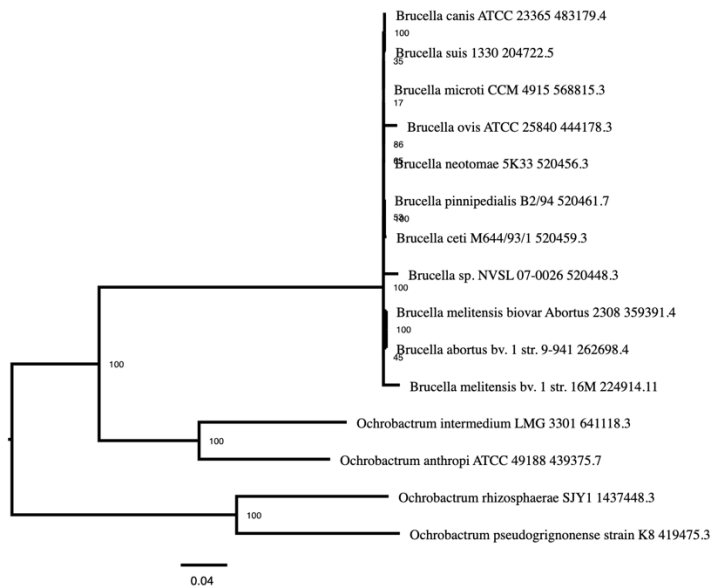 Brucella canis ATCC 23365 483179.4
100
Brucella suis 1330 204722.5
35
Brucella microti CCM 4915 568815.3
17
Brucella ovis ATCC 25840 444178.3
86
Brucella neotomae 5K33 520456.3
Brucella pinnipedialis B2/94 520461.7
Brucella ceti M644/93/1 520459.3
Brucella sp. NVSL 07-0026 520448.3
100
Brucella melitensis biovar Abortus 2308 359391.4
100
Brucella abortus bv. 1 str. 9-941 262698.4
45
100
Brucella melitensis bv. 1 str. 16M 224914.11
Ochrobactrum intermedium LMG 3301 641118.3
100
Ochrobactrum anthropi ATCC 49188 439375.7
Ochrobactrum rhizosphaerae SJY1 1437448.3
100
Ochrobactrum pseudogrignonense strain K8 419475.3
0.04